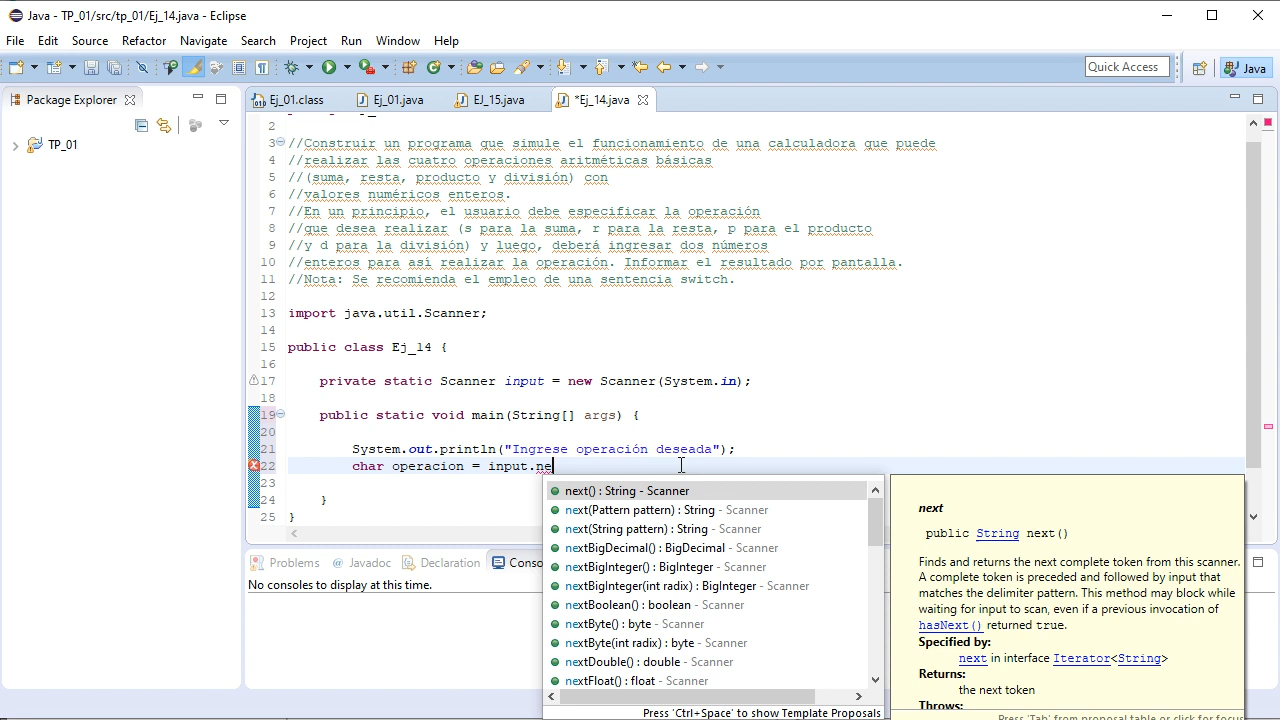 Java - TP_01/src/tp_01/Ej_14.java - Eclipse
File Edit Source Refactor Navigate Search Project Run Window Help
Quick Access
Java
Package Explorer
Ej_01.class Ej_01.java EJ_15.java *Ej_14.java
TP_01
2
3 //Construir un programa que simule el funcionamiento de una calculadora que puede
4 //realizar las cuatro operaciones aritméticas básicas
5 //(suma, resta, producto y división) con
6 //valores numéricos enteros.
7 //En un principio, el usuario debe especificar la operación
8 //que desea realizar (s para la suma, r para la resta, p para el producto
9 //y d para la división) y luego, deberá ingresar dos números
10 //enteros para así realizar la operación. Informar el resultado por pantalla.
11 //Nota: Se recomienda el empleo de una sentencia switch.
12
13 import java.util.Scanner;
14
15 public class Ej_14 {
16
17 private static Scanner input = new Scanner(System.in);
18
19 public static void main(String[] args) {
20
21 System.out.println("Ingrese operación deseada");
22 char operacion = input.ne
23
24 }
25 }
Problems Javadoc Declaration Conso
No consoles to display at this time.
next() : String - Scanner
next(Pattern pattern) : String - Scanner
next(String pattern) : String - Scanner
nextBigDecimal() : BigDecimal - Scanner
nextBigInteger() : BigInteger - Scanner
nextBigInteger(int radix) : BigInteger - Scanner
nextBoolean() : boolean - Scanner
nextByte() : byte - Scanner
nextByte(int radix) : byte - Scanner
nextDouble() : double - Scanner
nextFloat() : float - Scanner
Press 'Ctrl+Space' to show Template Proposals
next
public String next()
Finds and returns the next complete token from this scanner.
A complete token is preceded and followed by input that
matches the delimiter pattern. This method may block while
waiting for input to scan, even if a previous invocation of
hasNext() returned true.
Specified by:
next in interface Iterator<String>
Returns:
the next token
Throws:
Press 'Tab' from proposal table or click for focus